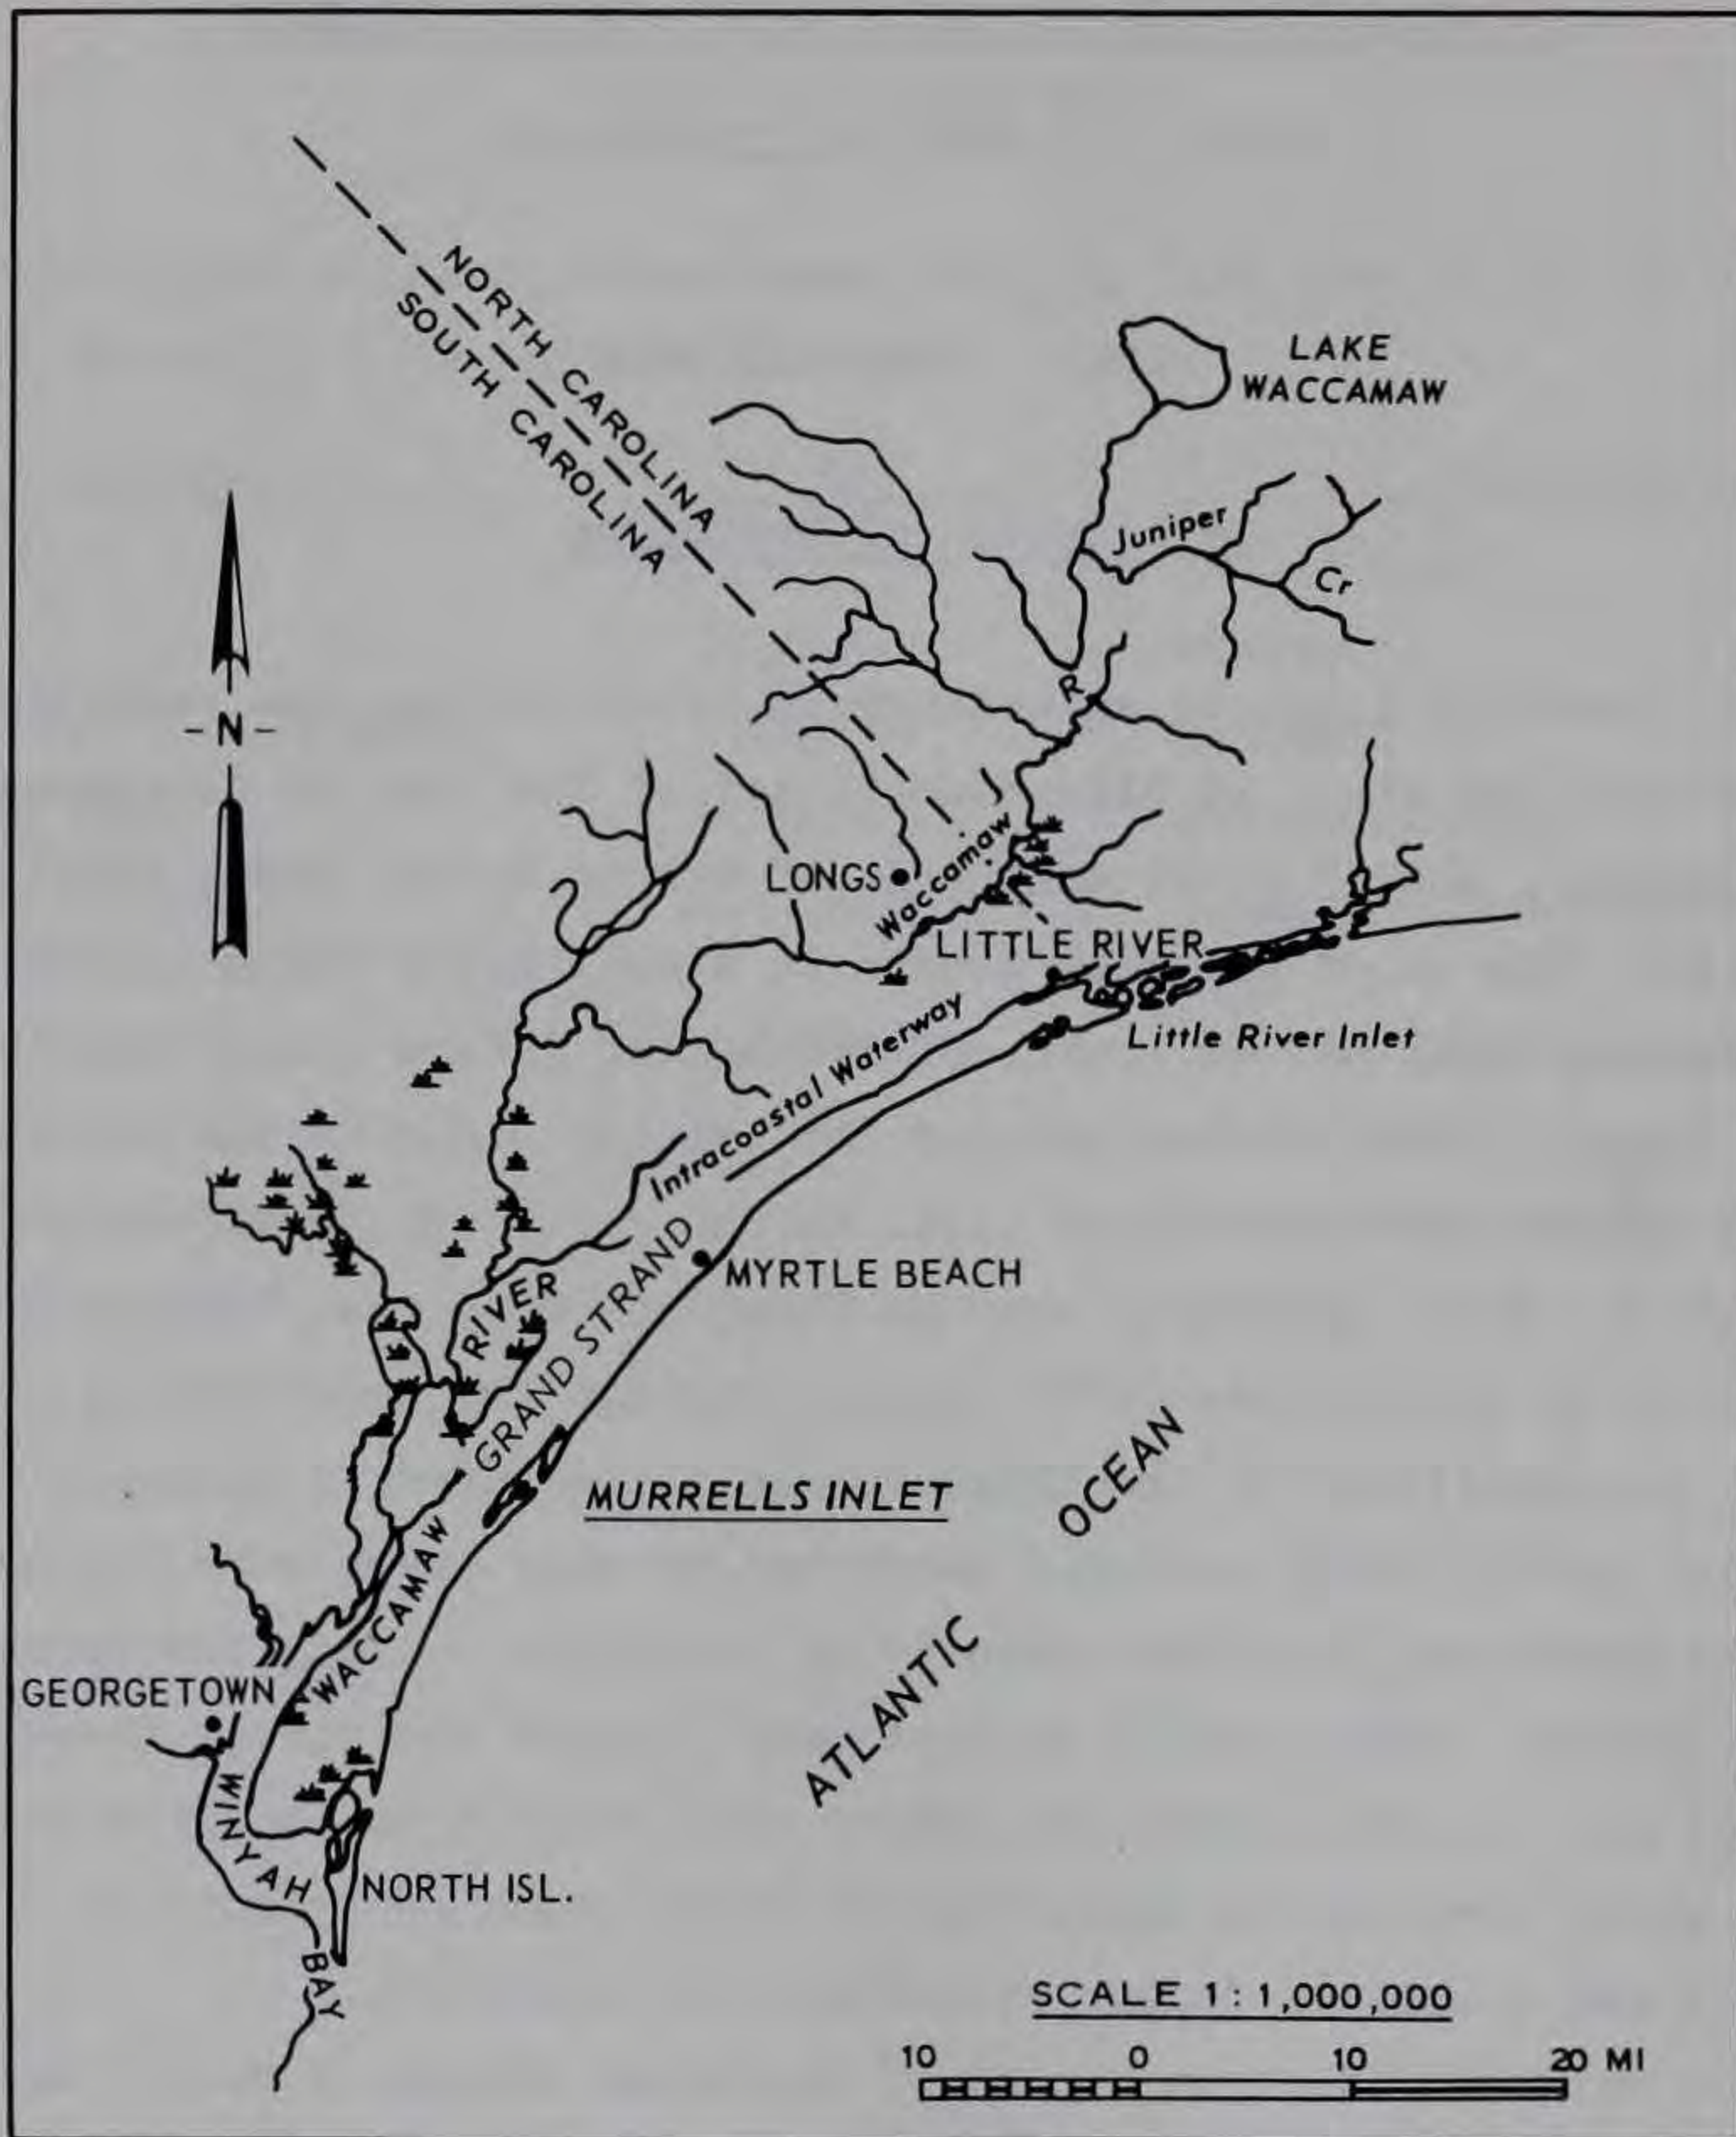 NORTH CAROLINA
SOUTH CAROLINA
LAKE
WACCAMAW
Juniper
Cr
- N -
R
Waccamaw
LONGS
LITTLE RIVER
Little River Inlet
Intracoastal Waterway
MYRTLE BEACH
RIVER
GRAND STRAND
MURRELLS INLET
OCEAN
ATLANTIC
WACCAMAW
GEORGETOWN
WINYAH
BAY
NORTH ISL.
SCALE 1 : 1,000,000
10 0 10 20 MI